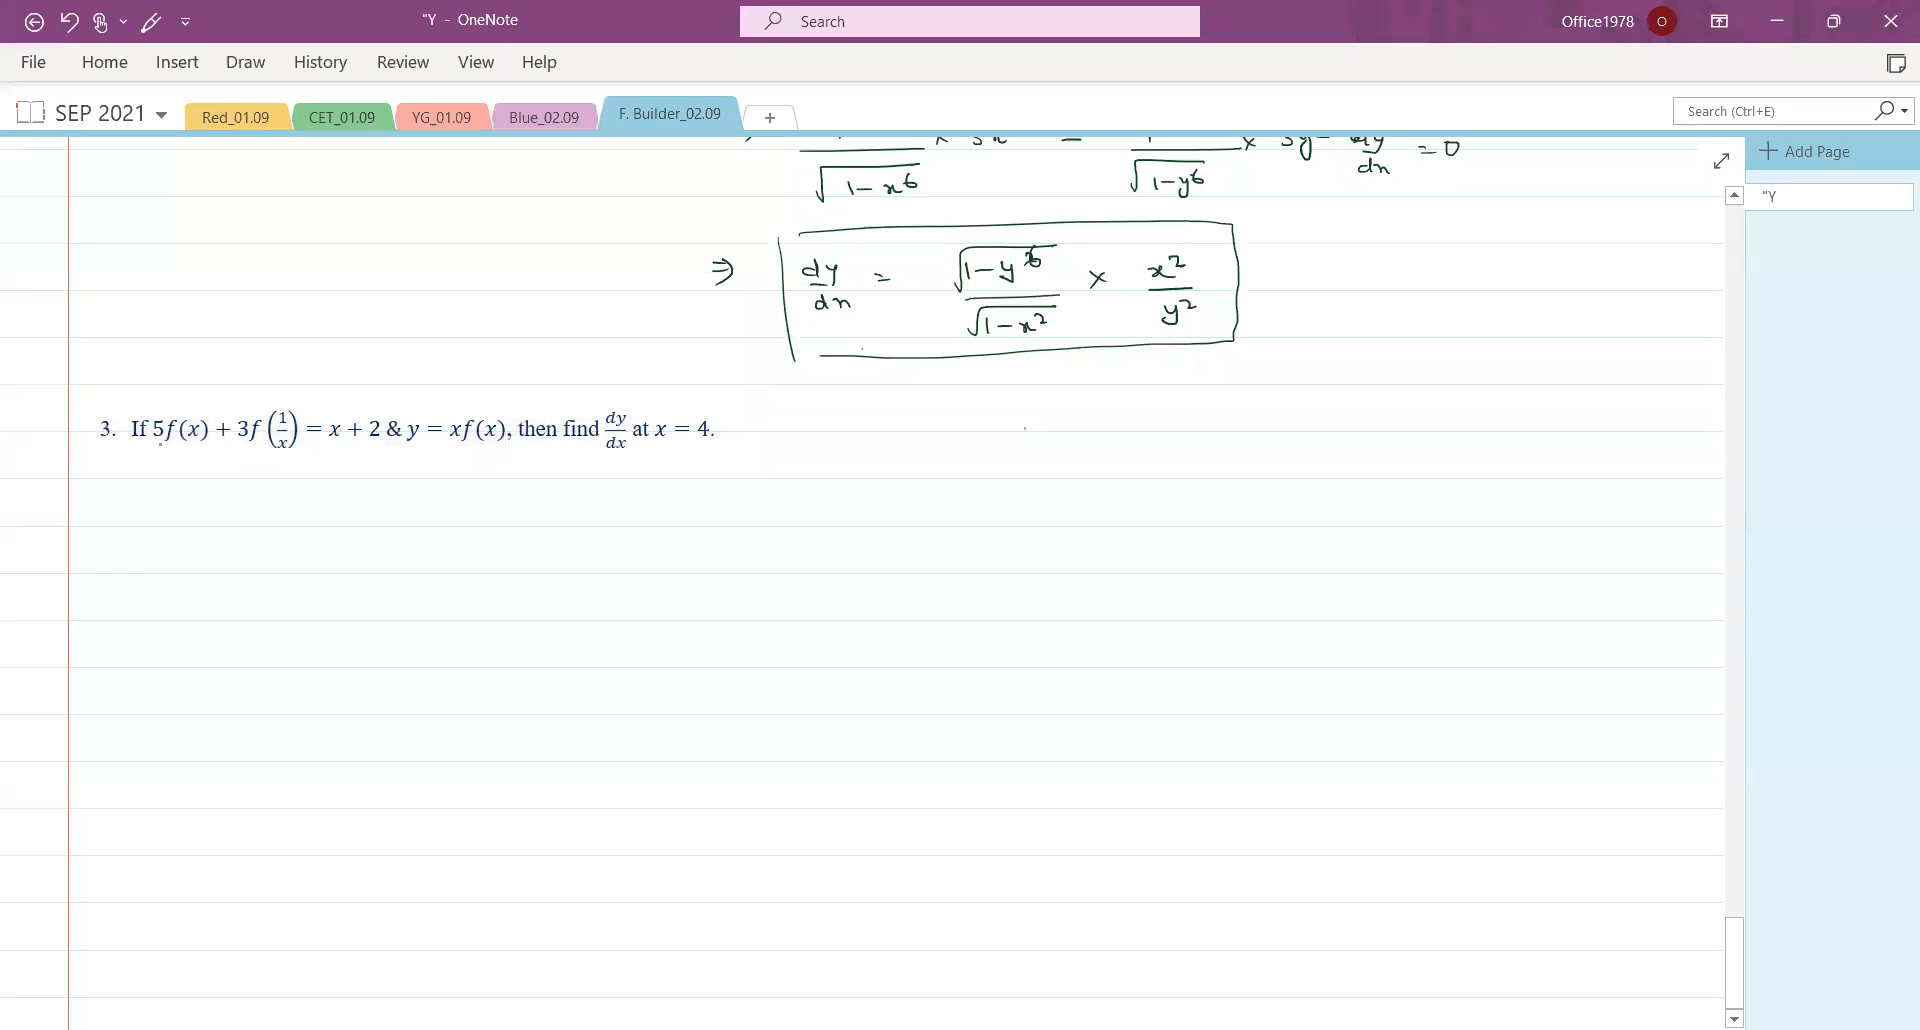 "Y - OneNote
Search
Office1978
O
File Home Insert Draw History Review View Help
SEP 2021
Red_01.09 CET_01.09 YG_01.09 Blue_02.09 F. Builder_02.09 +
Search (Ctrl+E)
Add Page
"Y
= 0
√1-x⁶ √1-y⁶ dx
⇒ dy/dx = √1-y⁶/√1-x² × x²/y²
3. If 5f(x) + 3f(1/x) = x + 2 & y = xf(x), then find dy/dx at x = 4.